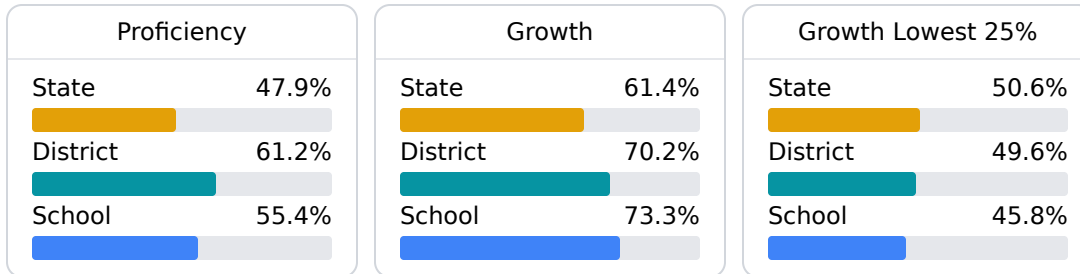 Proficiency
State 47.9%
District 61.2%
School 55.4%
Growth
State 61.4%
District 70.2%
School 73.3%
Growth Lowest 25%
State 50.6%
District 49.6%
School 45.8%